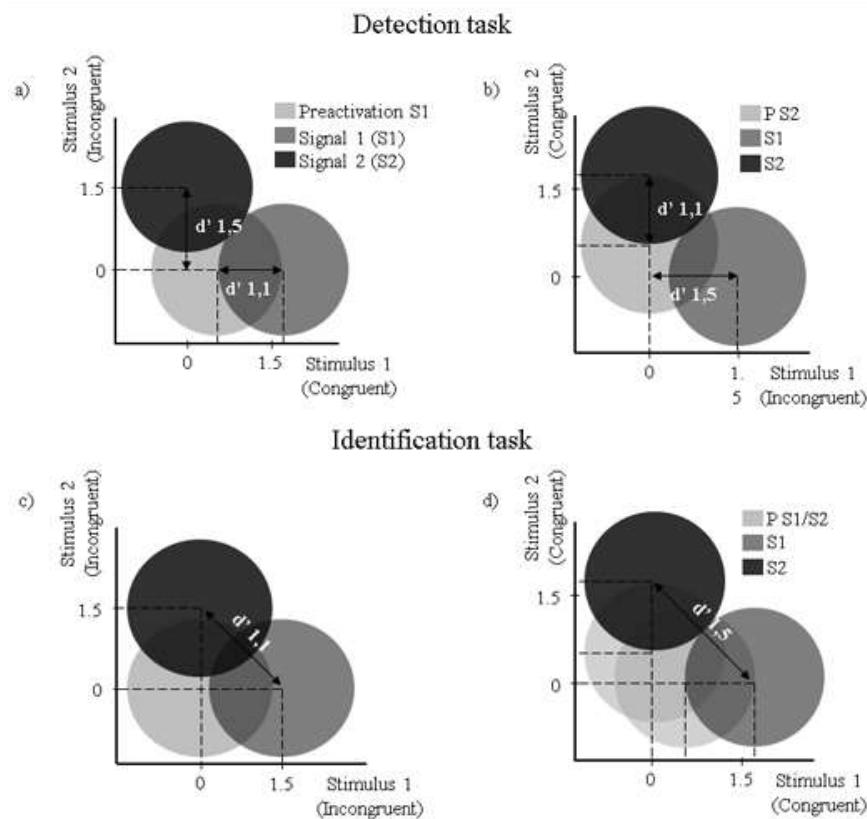 Detection task
a)
Stimulus 2
(Incongruent)
Preactivation S1
Signal 1 (S1)
Signal 2 (S2)
1.5
0
d' 1,5
d' 1,1
0
1.5
Stimulus 1
(Congruent)
b)
Stimulus 2
(Congruent)
P S2
S1
S2
1.5
0
d' 1,1
d' 1,5
0
1.
5
Stimulus 1
(Incongruent)
Identification task
c)
Stimulus 2
(Incongruent)
1.5
0
d' 1,1
0
1.5
Stimulus 1
(Incongruent)
d)
Stimulus 2
(Congruent)
P S1/S2
S1
S2
1.5
0
d' 1,5
0
1.5
Stimulus 1
(Congruent)